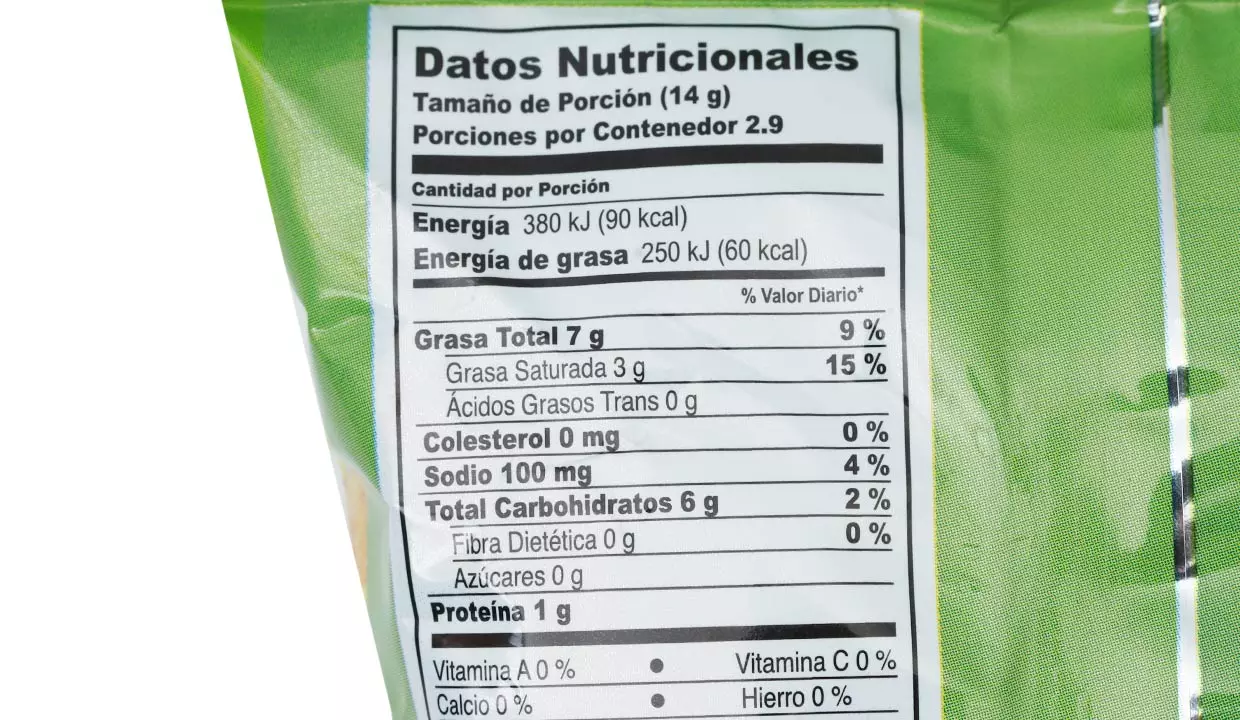 Datos Nutricionales
Tamaño de Porción (14 g)
Porciones por Contenedor 2.9
Cantidad por Porción
Energía 380 kJ (90 kcal)
Energía de grasa 250 kJ (60 kcal)
% Valor Diario*
Grasa Total 7 g 9 %
Grasa Saturada 3 g 15 %
Ácidos Grasos Trans 0 g
Colesterol 0 mg 0 %
Sodio 100 mg 4 %
Total Carbohidratos 6 g 2 %
Fibra Dietética 0 g 0 %
Azúcares 0 g
Proteína 1 g
Vitamina A 0 % ● Vitamina C 0 %
Calcio 0 % ● Hierro 0 %